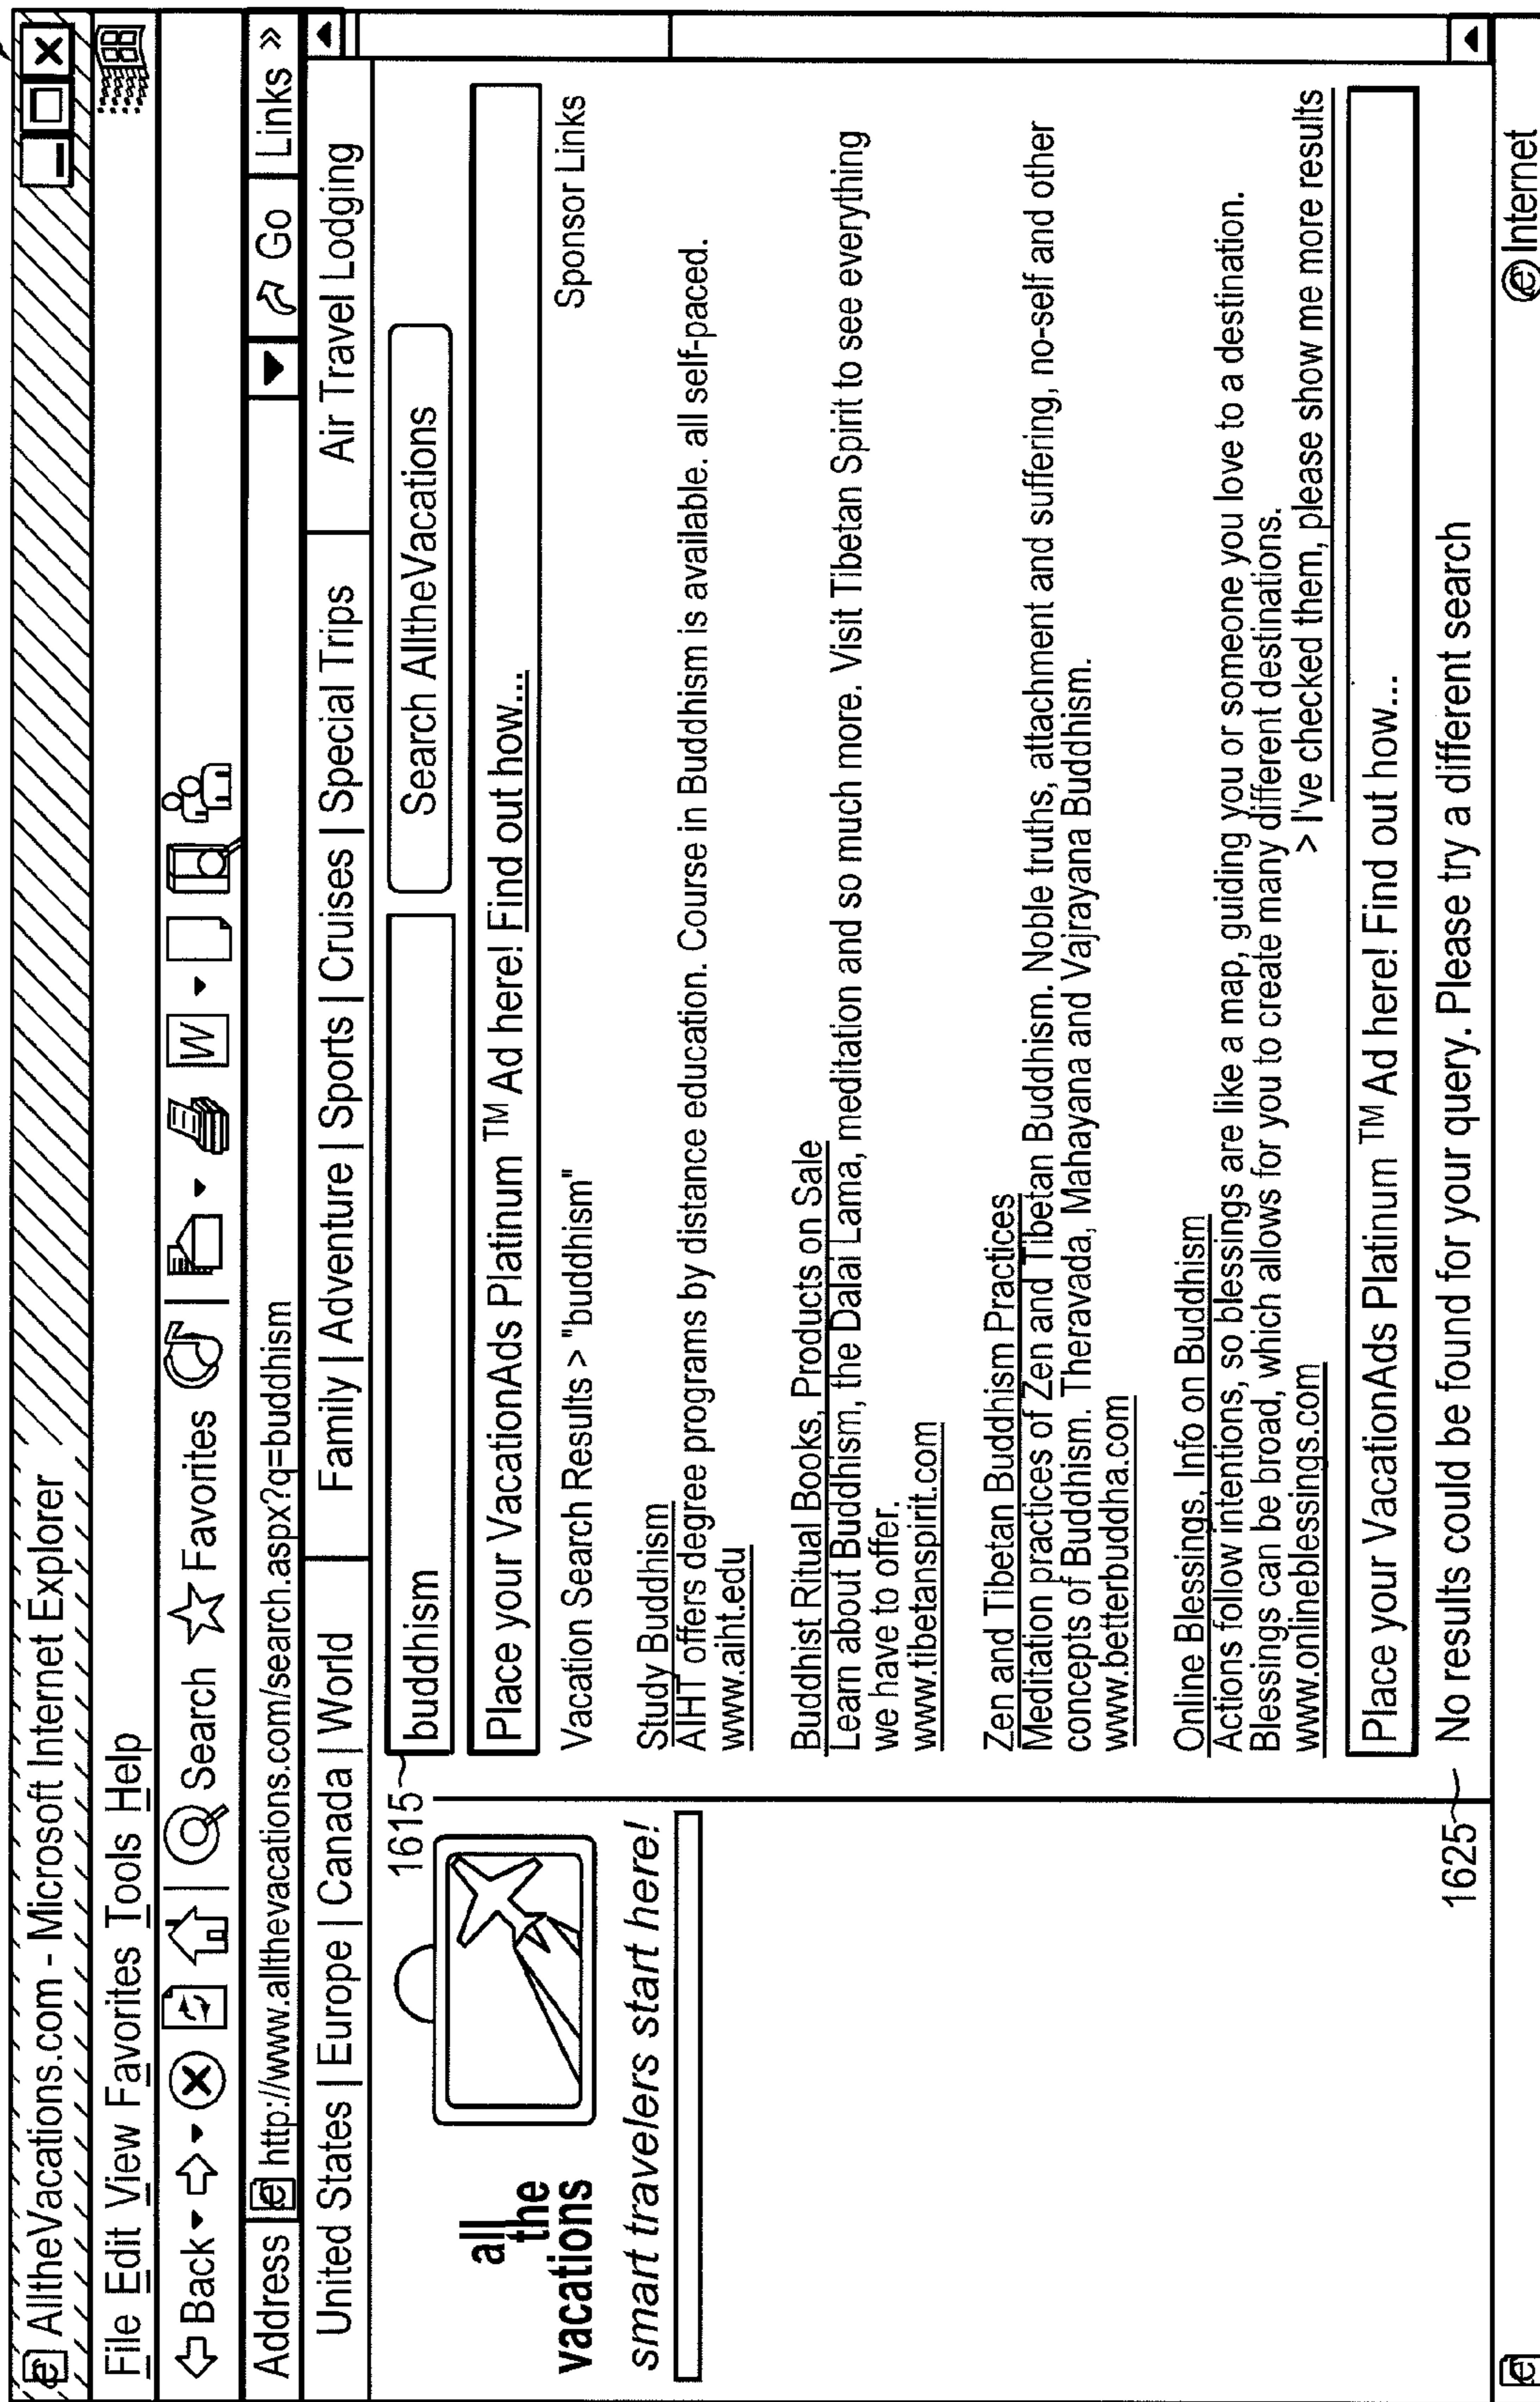 AlltheVacations.com - Microsoft Internet Explorer
File Edit View Favorites Tools Help
Back Search Favorites W
Address http://www.allthevacations.com/search.aspx?q=buddhism Go Links »
United States | Europe | Canada | World Family | Adventure | Sports | Cruises | Special Trips Air Travel Lodging
all
the
vacations
smart travelers start here!
1615
buddhism Search AlltheVacations
Place your VacationAds Platinum ™ Ad here! Find out how...
Vacation Search Results > "buddhism" Sponsor Links
Study Buddhism
AIHT offers degree programs by distance education. Course in Buddhism is available. all self-paced.
www.aiht.edu
Buddhist Ritual Books, Products on Sale
Learn about Buddhism, the Dalai Lama, meditation and so much more. Visit Tibetan Spirit to see everything
we have to offer.
www.tibetanspirit.com
Zen and Tibetan Buddhism Practices
Meditation practices of Zen and Tibetan Buddhism. Noble truths, attachment and suffering, no-self and other
concepts of Buddhism. Theravada, Mahayana and Vajrayana Buddhism.
www.betterbuddha.com
Online Blessings, Info on Buddhism
Actions follow intentions, so blessings are like a map, guiding you or someone you love to a destination.
Blessings can be broad, which allows for you to create many different destinations.
www.onlineblessings.com > I've checked them, please show me more results
Place your VacationAds Platinum ™ Ad here! Find out how...
1625 No results could be found for your query. Please try a different search
Internet